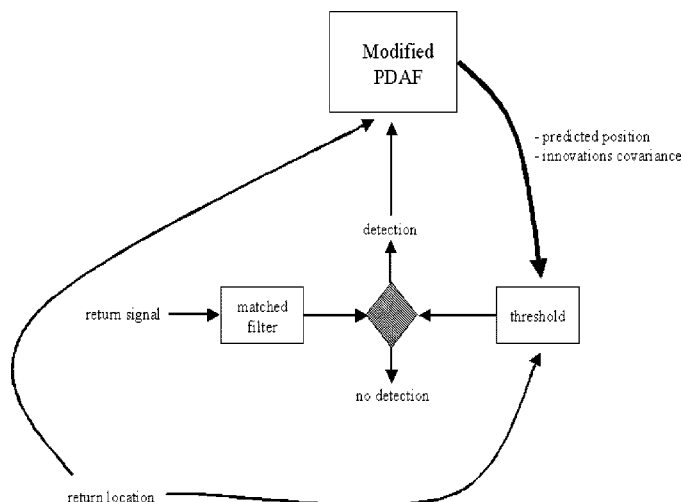 Modified
PDAF
- predicted position
- innovations covariance
detection
return signal
matched
filter
threshold
no detection
return location